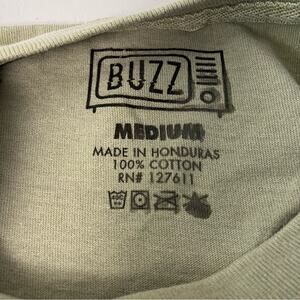 BUZZ
MEDIUM
MADE IN HONDURAS
100% COTTON
RN# 127611